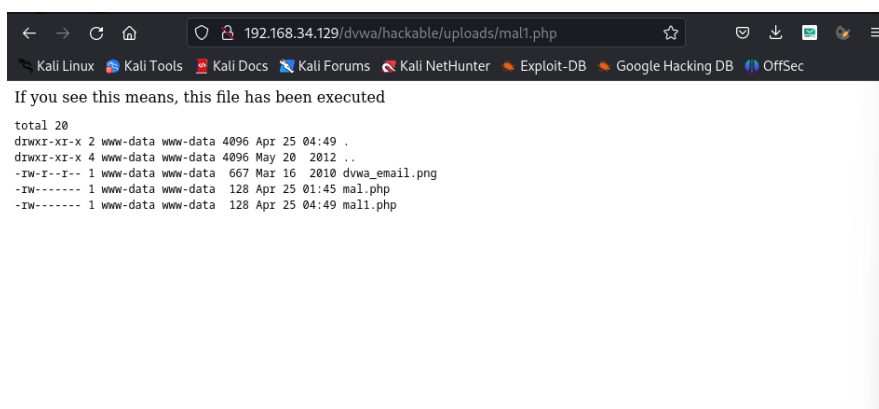 192.168.34.129/dvwa/hackable/uploads/mal1.php
Kali Linux Kali Tools Kali Docs Kali Forums Kali NetHunter Exploit-DB Google Hacking DB OffSec
If you see this means, this file has been executed
total 20
drwxr-xr-x 2 www-data www-data 4096 Apr 25 04:49 .
drwxr-xr-x 4 www-data www-data 4096 May 20 2012 ..
-rw-r--r-- 1 www-data www-data 667 Mar 16 2010 dvwa_email.png
-rw------- 1 www-data www-data 128 Apr 25 01:45 mal.php
-rw------- 1 www-data www-data 128 Apr 25 04:49 mal1.php